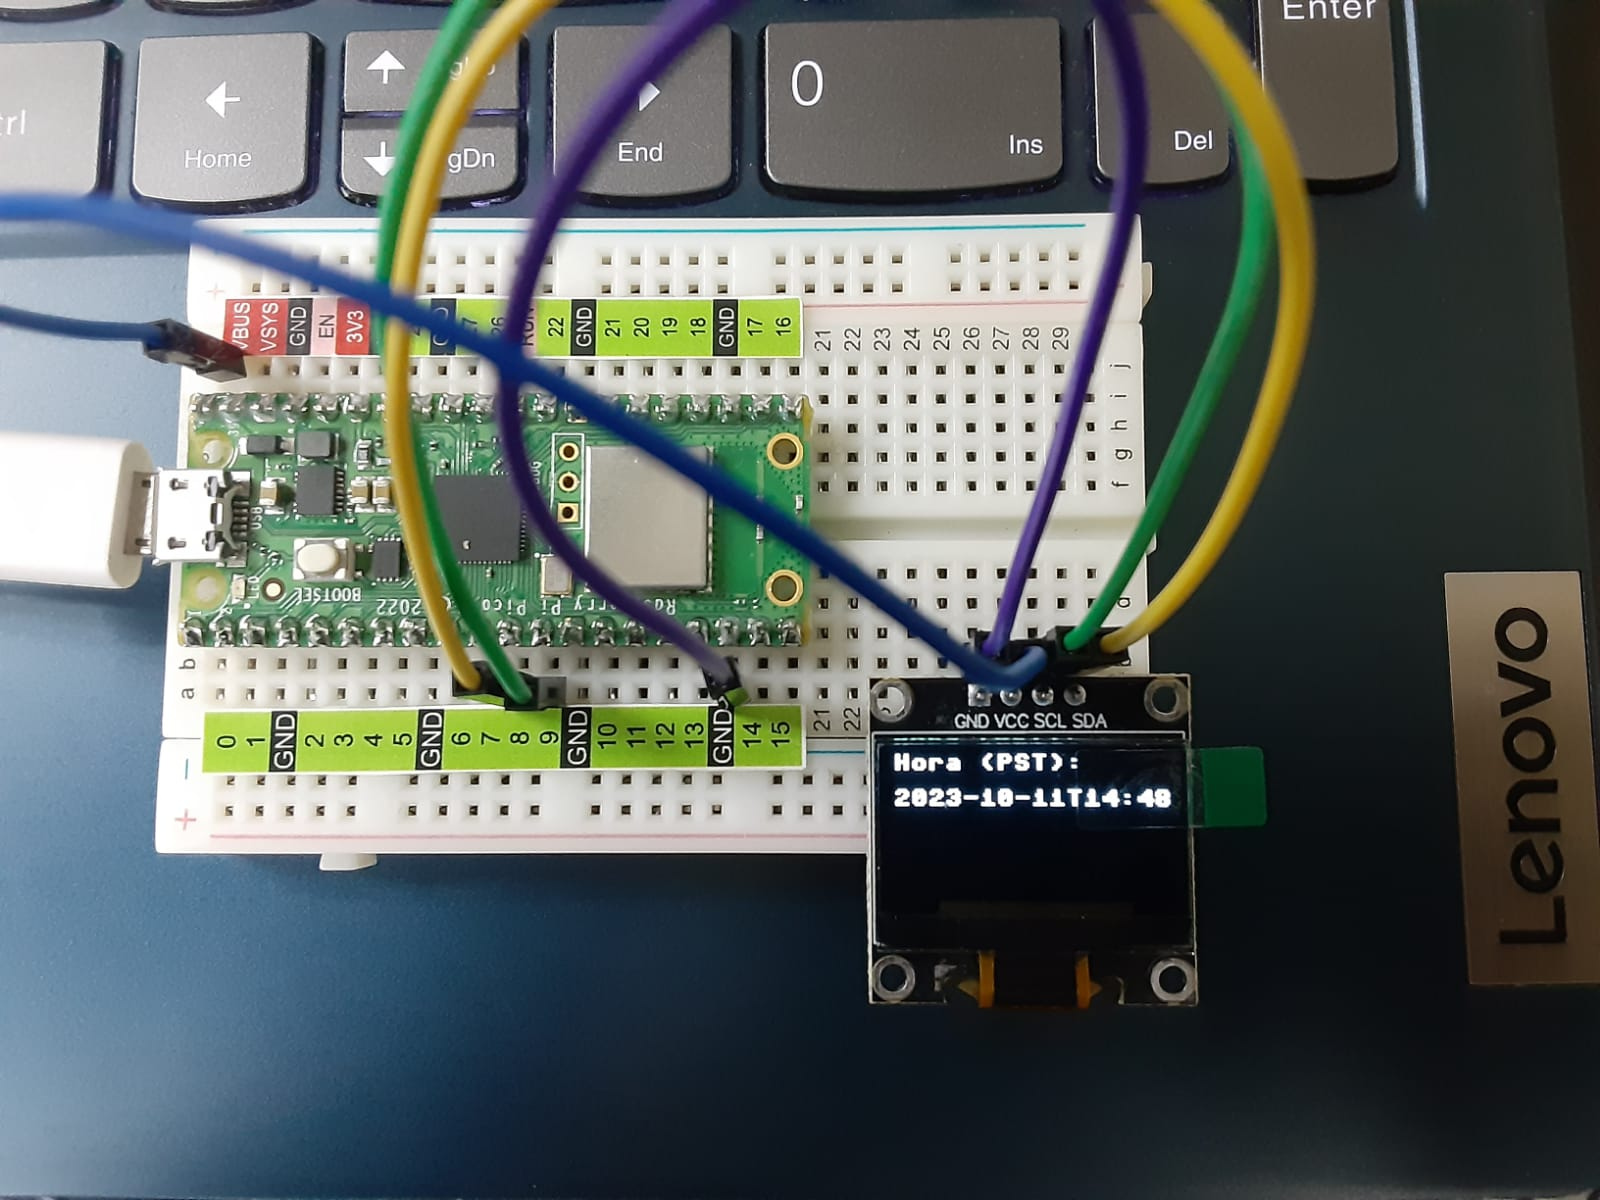 Enter
0
Home
End
Ins
Del
VBUS VSYS GND EN 3V3
22 GND 21 20 19 18 GND 17 16
21 22 23 24 25 26 27 28 29
j
i
h
g
f
USB
LED
BOOTSEL
Raspberry Pi Pico
2022
d
b
a
0 1 GND 2 3 4 5 GND 6 7 8 9 GND 10 11 12 13 GND 14 15
21 22
GND VCC SCL SDA
Hora (PST):
2023-10-11T14:48
Lenovo